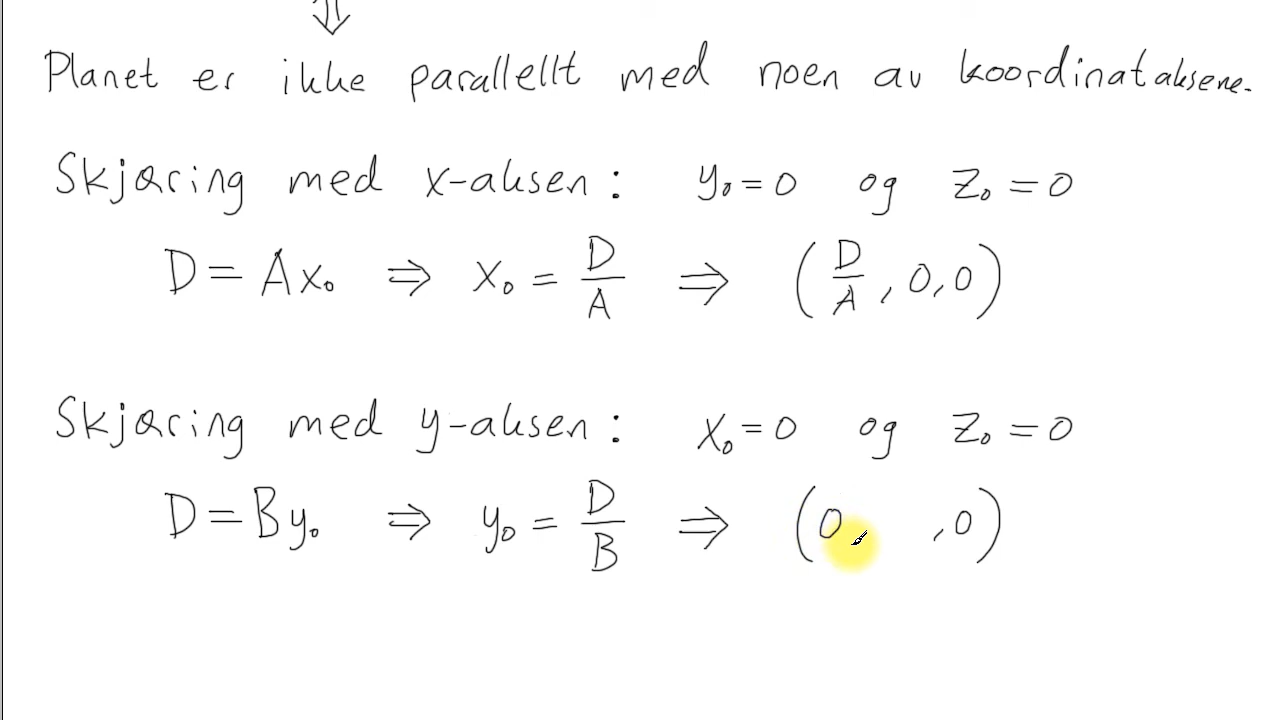 ⇓
Planet er ikke parallellt med noen av koordinataksene.
Skjæring med x-aksen: y₀ = 0 og z₀ = 0
D = Ax₀ ⇒ x₀ = D/A ⇒ (D/A, 0, 0)
Skjæring med y-aksen: x₀ = 0 og z₀ = 0
D = By₀ ⇒ y₀ = D/B ⇒ (0,   , 0)